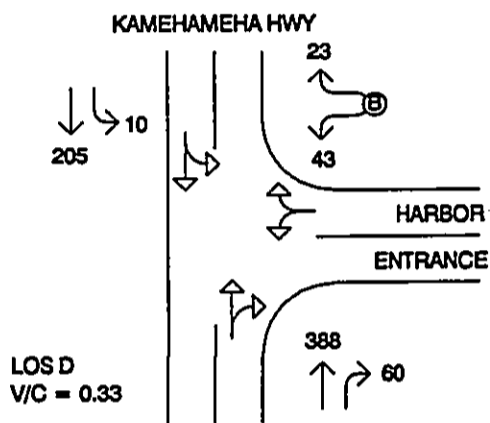 KAMEHAMEHA HWY
23
B
10
205
43
HARBOR
ENTRANCE
388
60
LOS D
V/C = 0.33